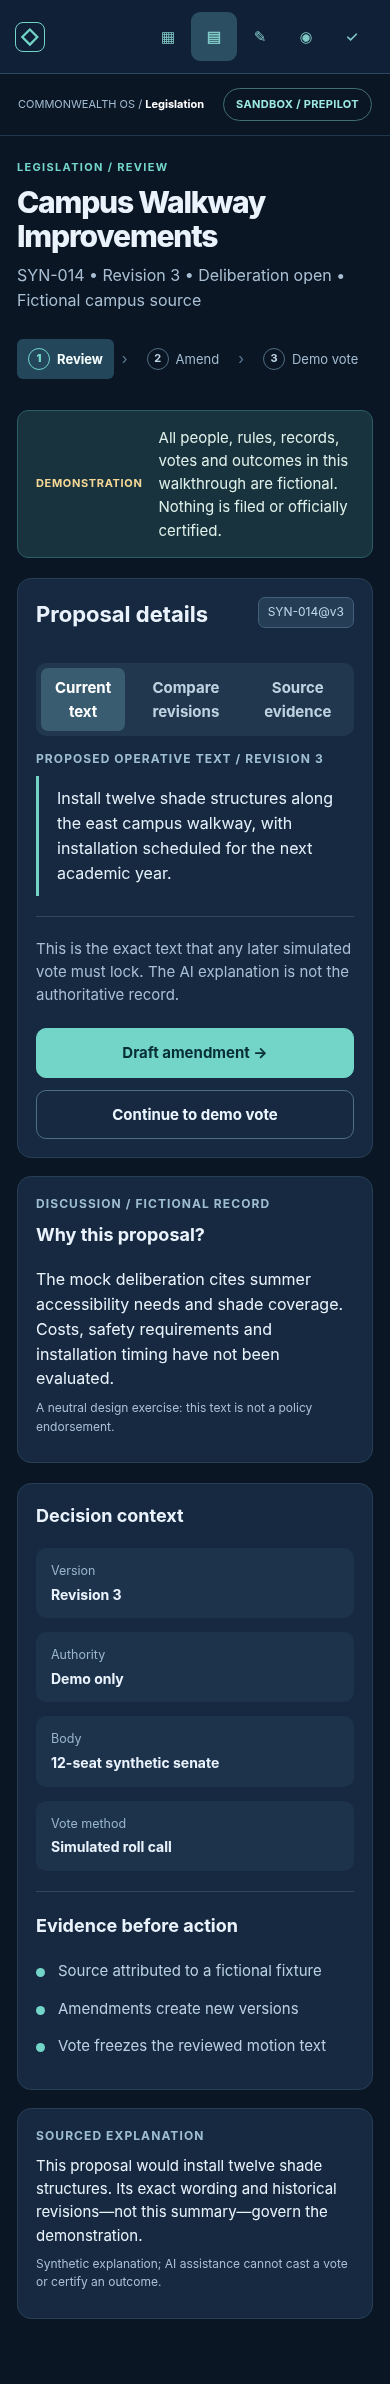 COMMONWEALTH OS / Legislation
SANDBOX / PREPILOT
LEGISLATION / REVIEW
Campus Walkway
Improvements
SYN-014 • Revision 3 • Deliberation open •
Fictional campus source
1 Review › 2 Amend › 3 Demo vote
DEMONSTRATION
All people, rules, records,
votes and outcomes in this
walkthrough are fictional.
Nothing is filed or officially
certified.
Proposal details
SYN-014@v3
Current
text
Compare
revisions
Source
evidence
PROPOSED OPERATIVE TEXT / REVISION 3
Install twelve shade structures along
the east campus walkway, with
installation scheduled for the next
academic year.
This is the exact text that any later simulated
vote must lock. The AI explanation is not the
authoritative record.
Draft amendment →
Continue to demo vote
DISCUSSION / FICTIONAL RECORD
Why this proposal?
The mock deliberation cites summer
accessibility needs and shade coverage.
Costs, safety requirements and
installation timing have not been
evaluated.
A neutral design exercise: this text is not a policy
endorsement.
Decision context
Version
Revision 3
Authority
Demo only
Body
12-seat synthetic senate
Vote method
Simulated roll call
Evidence before action
Source attributed to a fictional fixture
Amendments create new versions
Vote freezes the reviewed motion text
SOURCED EXPLANATION
This proposal would install twelve shade
structures. Its exact wording and historical
revisions—not this summary—govern the
demonstration.
Synthetic explanation; AI assistance cannot cast a vote
or certify an outcome.